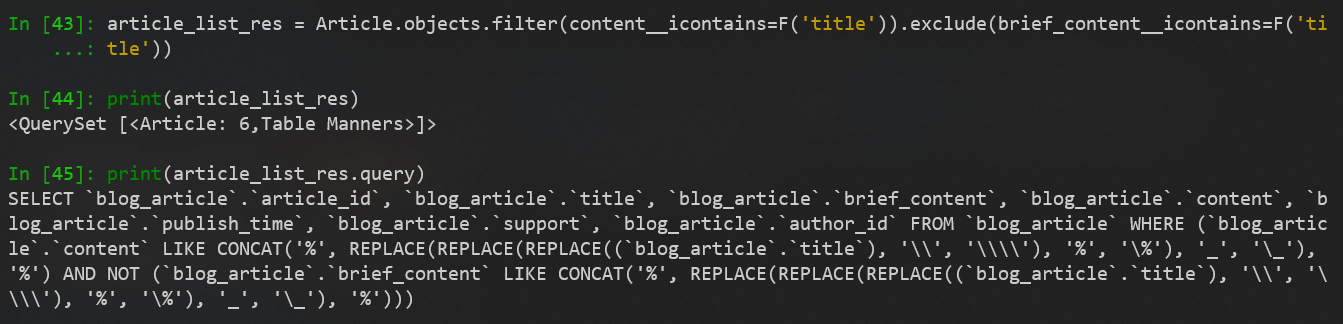 In [43]: article_list_res = Article.objects.filter(content__icontains=F('title')).exclude(brief_content__icontains=F('ti
...: tle'))
In [44]: print(article_list_res)
<QuerySet [<Article: 6,Table Manners>]>
In [45]: print(article_list_res.query)
SELECT `blog_article`.`article_id`, `blog_article`.`title`, `blog_article`.`brief_content`, `blog_article`.`content`, `b
log_article`.`publish_time`, `blog_article`.`support`, `blog_article`.`author_id` FROM `blog_article` WHERE (`blog_artic
le`.`content` LIKE CONCAT('%', REPLACE(REPLACE(REPLACE((`blog_article`.`title`), '\\', '\\\\'), '%', '\%'), '_', '\_'),
'%') AND NOT (`blog_article`.`brief_content` LIKE CONCAT('%', REPLACE(REPLACE(REPLACE((`blog_article`.`title`), '\\', '\
\\\'), '%', '\%'), '_', '\_'), '%')))